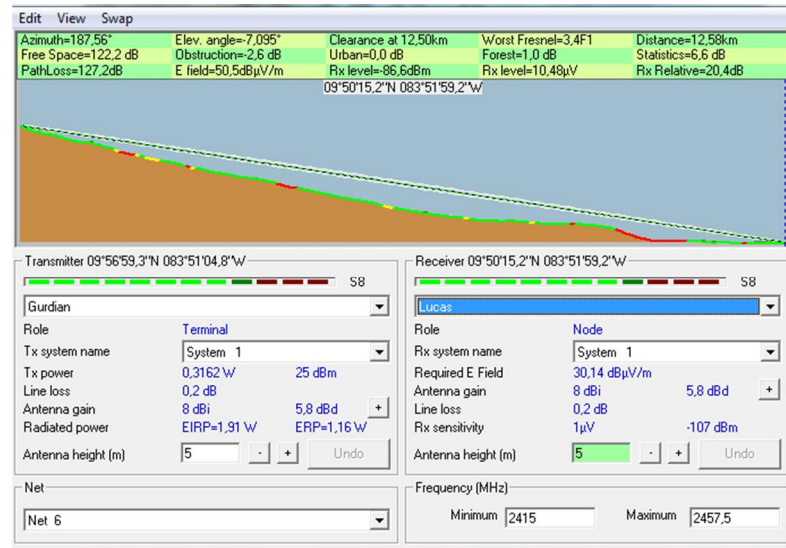 Edit View Swap
Azimuth=187,56° Elev. angle=-7,095° Clearance at 12,50km Worst Fresnel=3,4F1 Distance=12,58km
Free Space=122,2 dB Obstruction=-2,6 dB Urban=0,0 dB Forest=1,0 dB Statistics=6,6 dB
PathLoss=127,2dB E field=50,5dBµV/m Rx level=-86,6dBm Rx level=10,48µV Rx Relative=20,4dB
09°50'15,2"N 083°51'59,2"W
Transmitter 09°56'59,3"N 083°51'04,8"W
S8
Gurdian
Role Terminal
Tx system name System 1
Tx power 0,3162 W 25 dBm
Line loss 0,2 dB
Antenna gain 8 dBi 5,8 dBd +
Radiated power EIRP=1,91 W ERP=1,16 W
Antenna height (m) 5 - + Undo
Net
Net 6
Receiver 09°50'15,2"N 083°51'59,2"W
S8
Lucas
Role Node
Rx system name System 1
Required E Field 30,14 dBµV/m
Antenna gain 8 dBi 5,8 dBd +
Line loss 0,2 dB
Rx sensitivity 1µV -107 dBm
Antenna height (m) 5 - + Undo
Frequency (MHz)
Minimum 2415 Maximum 2457,5